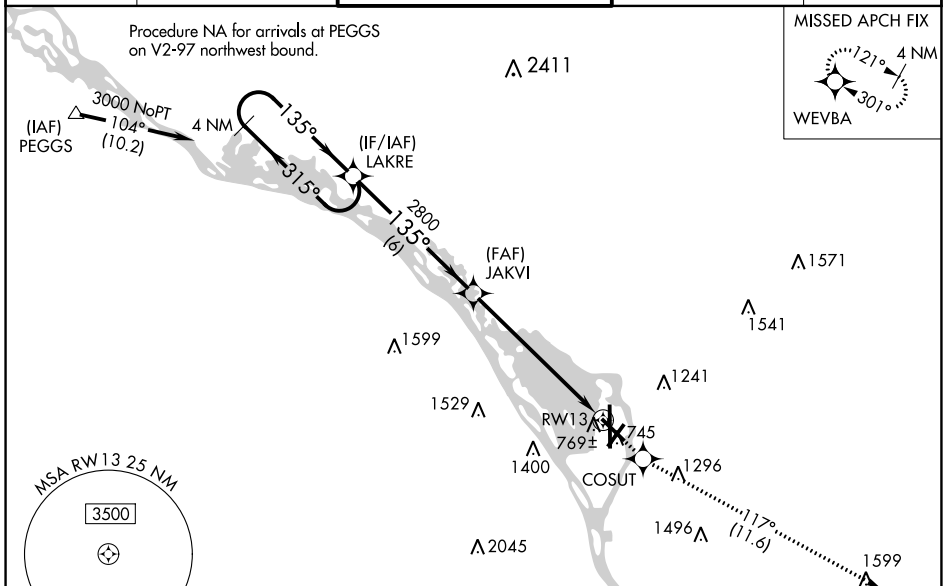 Procedure NA for arrivals at PEGGS
on V2-97 northwest bound.
MISSED APCH FIX
4 NM
121°
301°
WEVBA
2411
3000 NoPT
104°
(10.2)
(IAF)
PEGGS
4 NM
135°
315°
(IF/IAF)
LAKRE
2800
135°
(6)
(FAF)
JAKVI
1571
1541
1599
1241
1529
RW13
769±
745
1400
COSUT
1296
MSA RW13 25 NM
3500
117°
(11.6)
1496
2045
1599